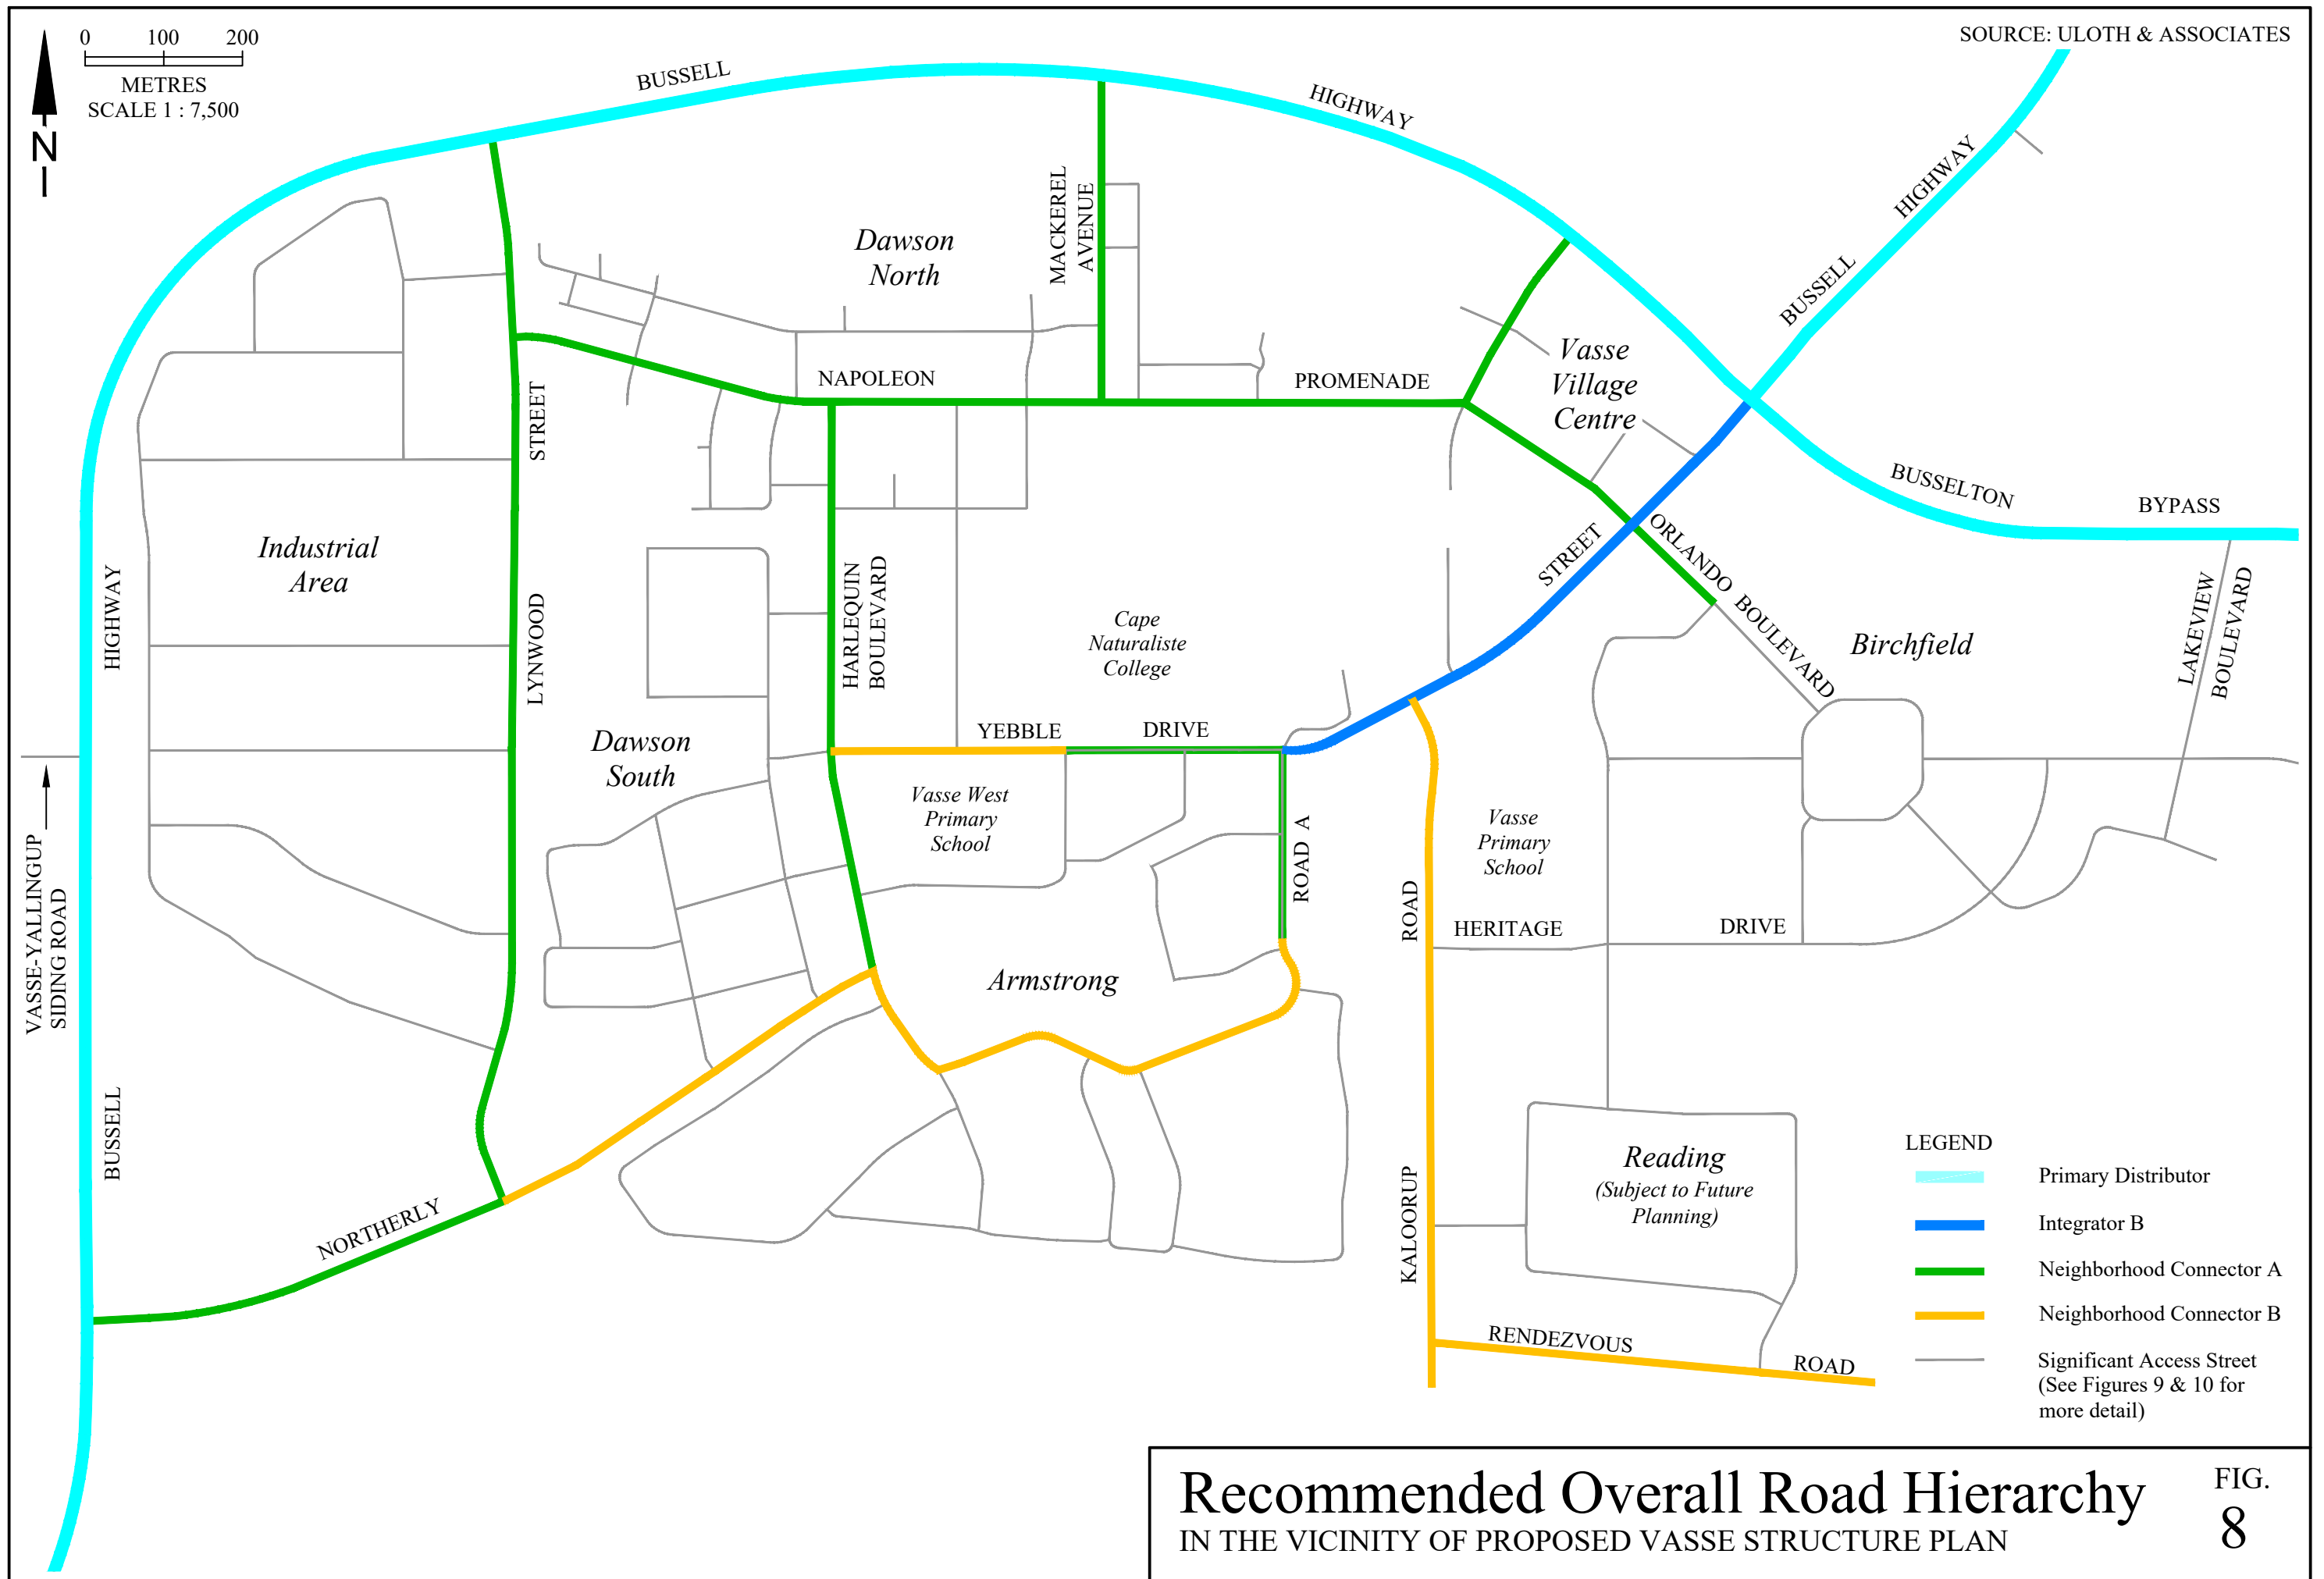 SOURCE: ULOTH & ASSOCIATES
0 100 200
METRES
SCALE 1 : 7,500
N
BUSSELL
HIGHWAY
HIGHWAY
BUSSELL
MACKEREL
AVENUE
Dawson
North
Vasse
Village
Centre
NAPOLEON
PROMENADE
STREET
BUSSELTON
BYPASS
Industrial
Area
HIGHWAY
LYNWOOD
HARLEQUIN
BOULEVARD
STREET
ORLANDO BOULEVARD
Cape
Naturaliste
College
Birchfield
LAKEVIEW
BOULEVARD
Dawson
South
YEBBLE
DRIVE
Vasse West
Primary
School
ROAD A
Vasse
Primary
School
VASSE-YALLINGUP
SIDING ROAD
ROAD
HERITAGE
DRIVE
Armstrong
BUSSELL
NORTHERLY
KALOORUP
Reading
(Subject to Future
Planning)
RENDEZVOUS
ROAD
LEGEND
Primary Distributor
Integrator B
Neighborhood Connector A
Neighborhood Connector B
Significant Access Street
(See Figures 9 & 10 for
more detail)
Recommended Overall Road Hierarchy
IN THE VICINITY OF PROPOSED VASSE STRUCTURE PLAN
FIG.
8